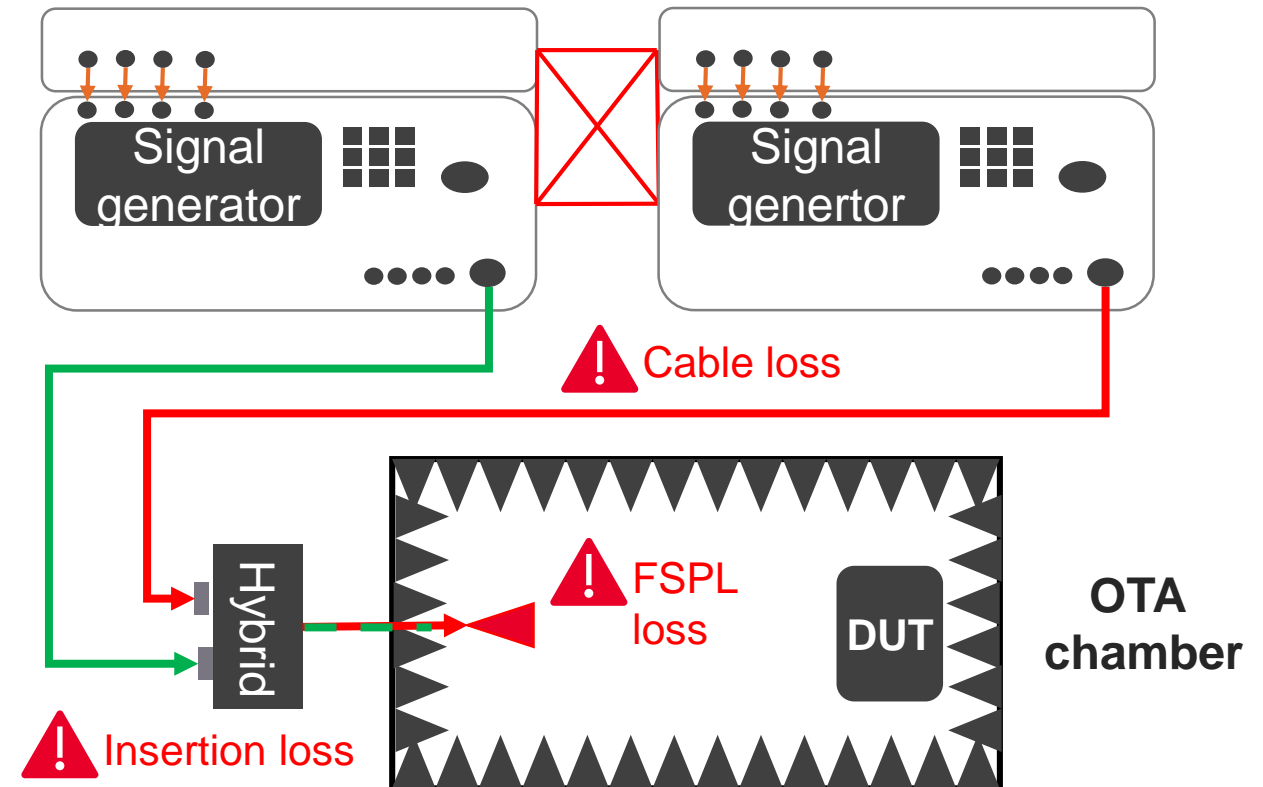 Signal
generator
Signal
genertor
Cable loss
FSPL
loss
DUT
OTA
chamber
Hybrid
Insertion loss